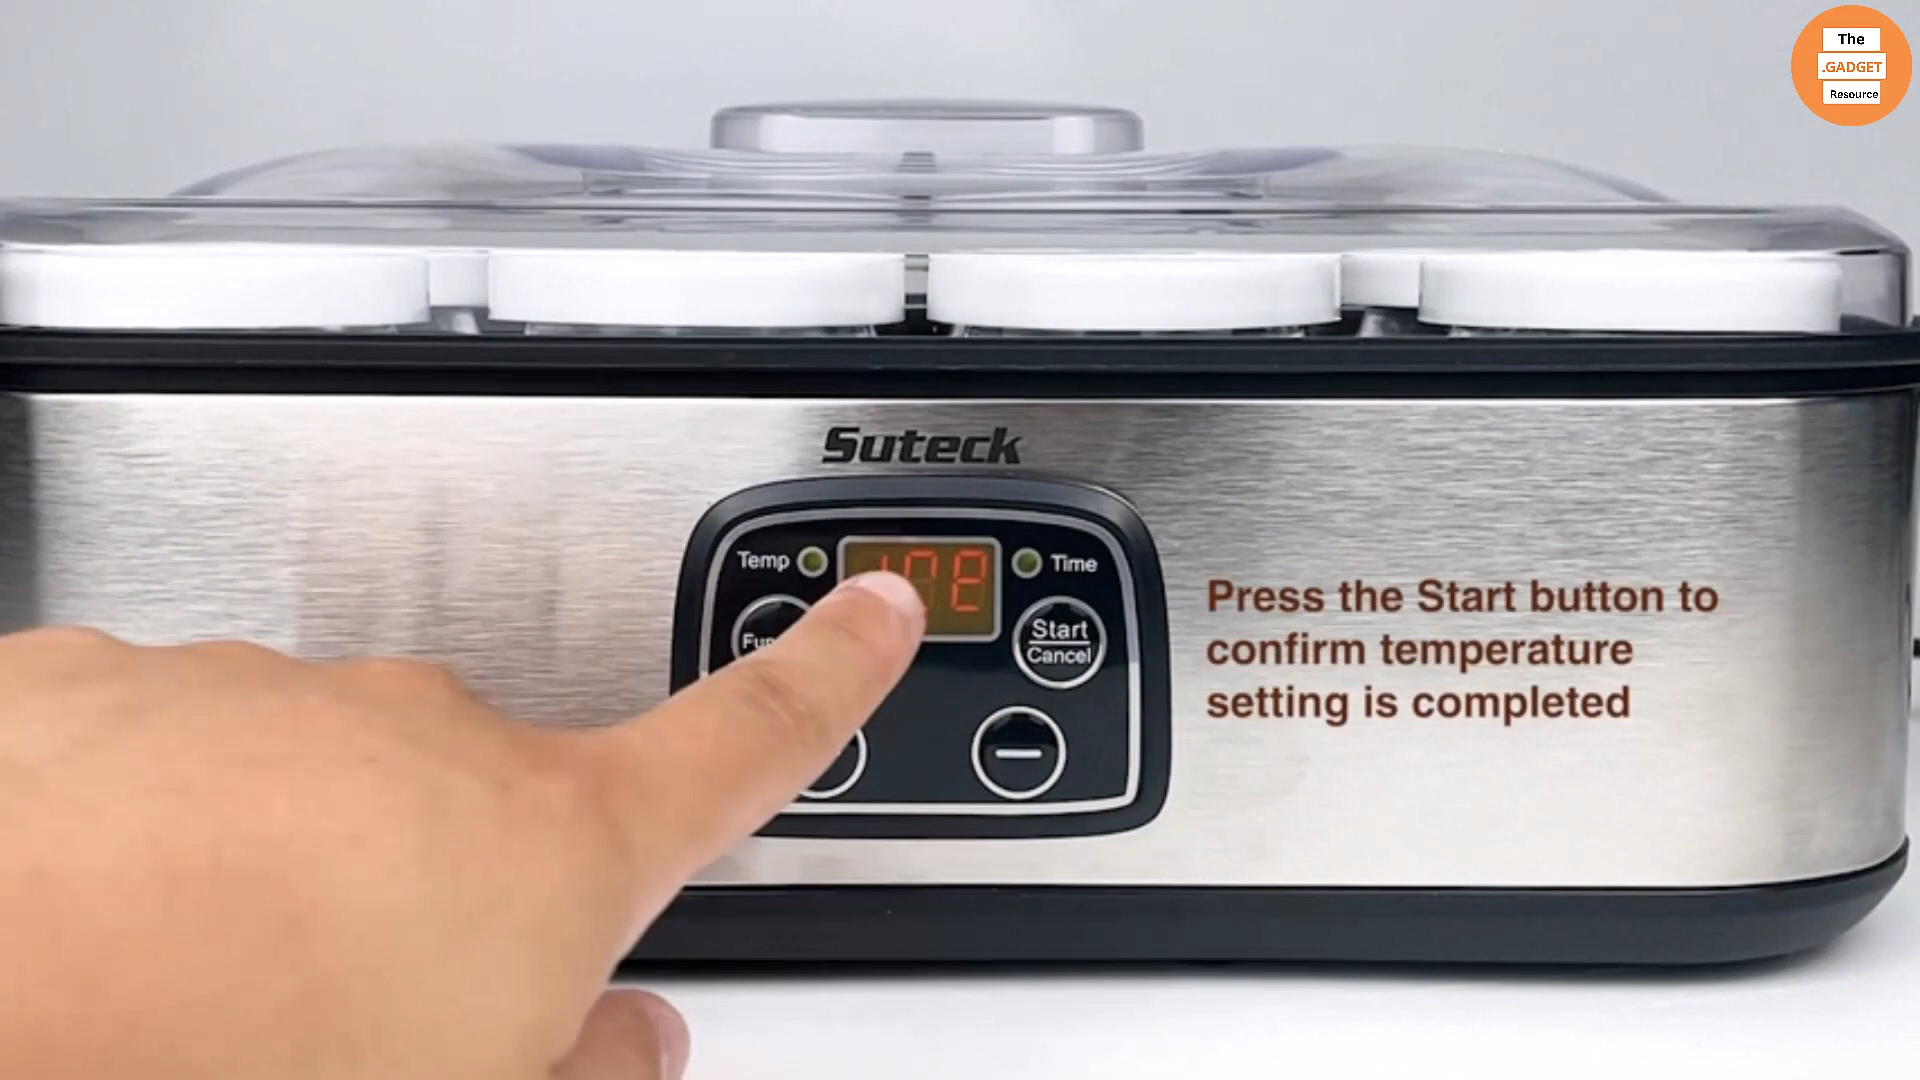 The
.GADGET
Resource
Suteck
Temp
Time
Start
Cancel
Press the Start button to
confirm temperature
setting is completed